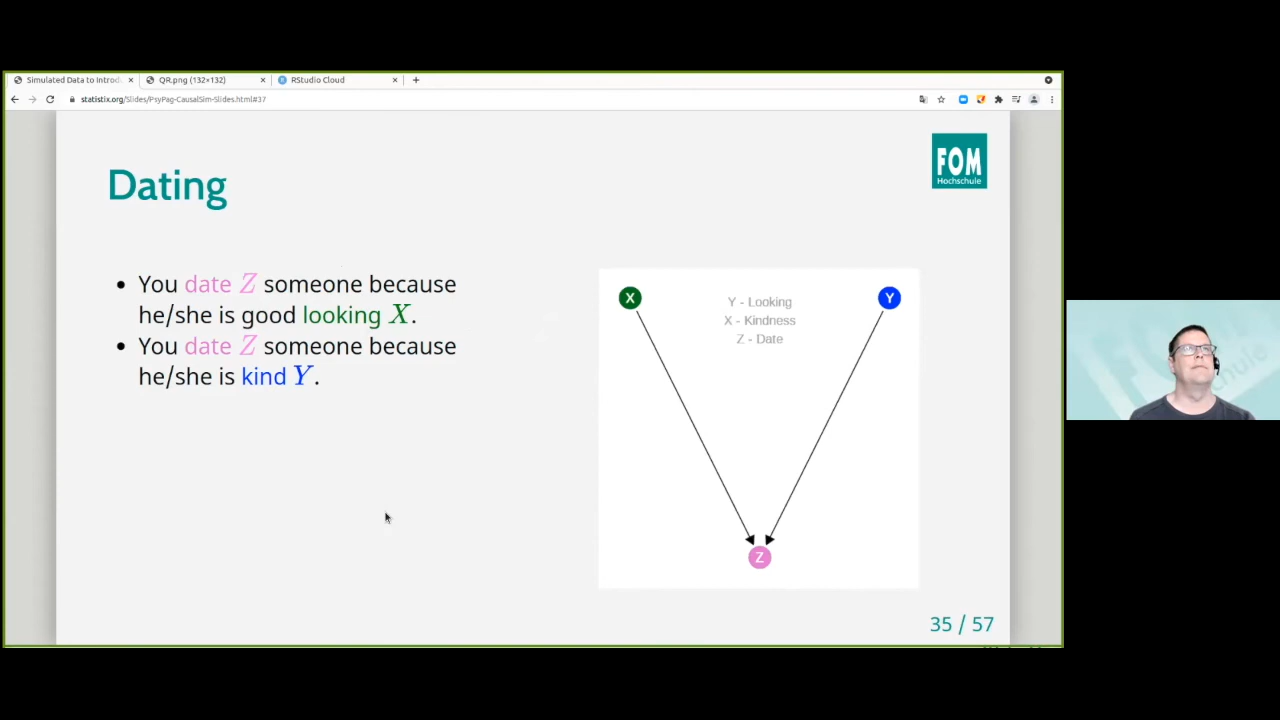 Simulated Data to Introd
QR.png (132×132)
RStudio Cloud
statistix.org/Slides/PsyPag-CausalSim-Slides.html#37
FOM
Hochschule
Dating
• You date Z someone because
he/she is good looking X.
• You date Z someone because
he/she is kind Y.
X
Y
Y - Looking
X - Kindness
Z - Date
Z
35 / 57